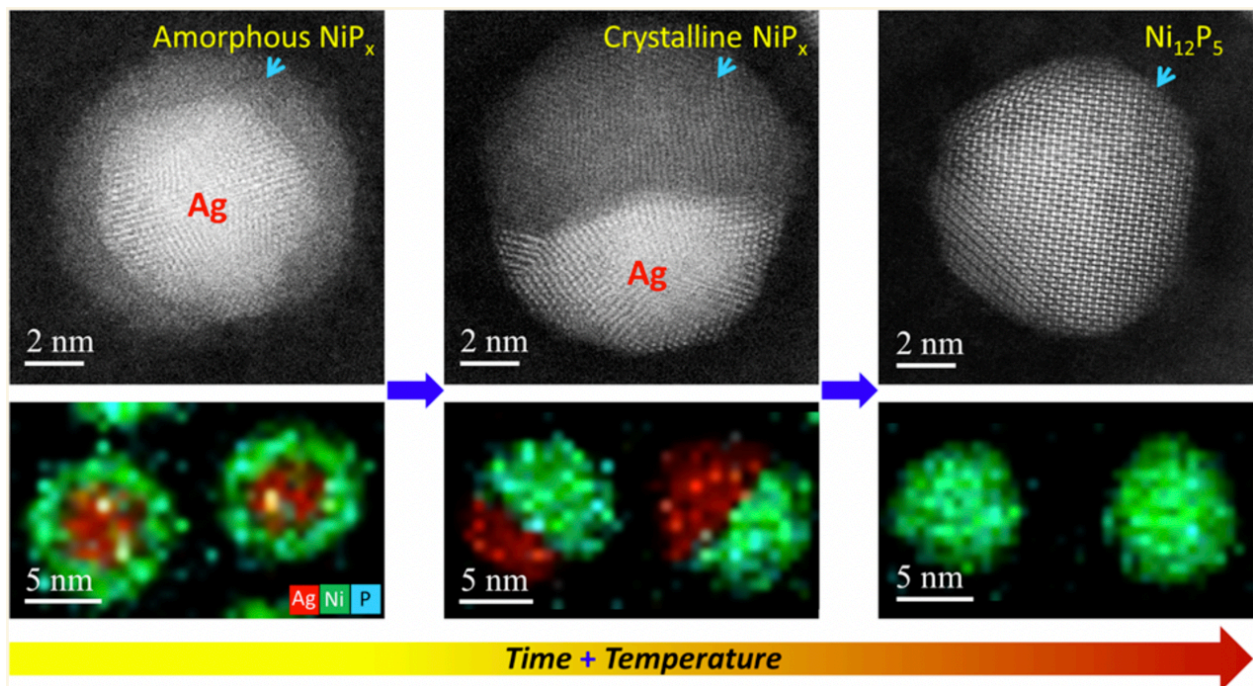 Amorphous NiPₓ
Crystalline NiPₓ
Ni₁₂P₅
Ag
Ag
2 nm
2 nm
2 nm
5 nm
Ag Ni P
5 nm
5 nm
Time + Temperature